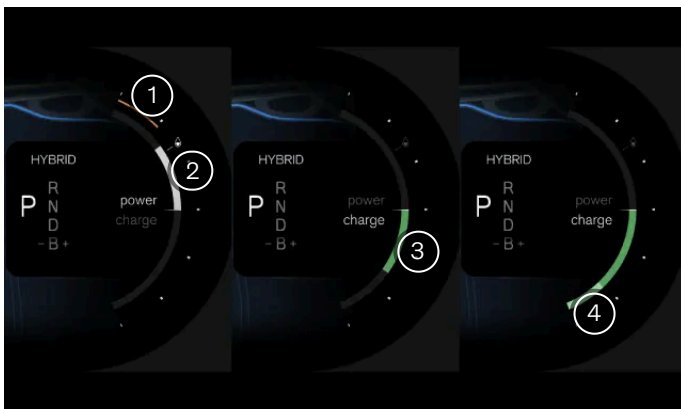 1
2
HYBRID
P
R
N
D
- B +
power
charge
HYBRID
P
R
N
D
- B +
power
charge
3
HYBRID
P
R
N
D
- B +
power
charge
4